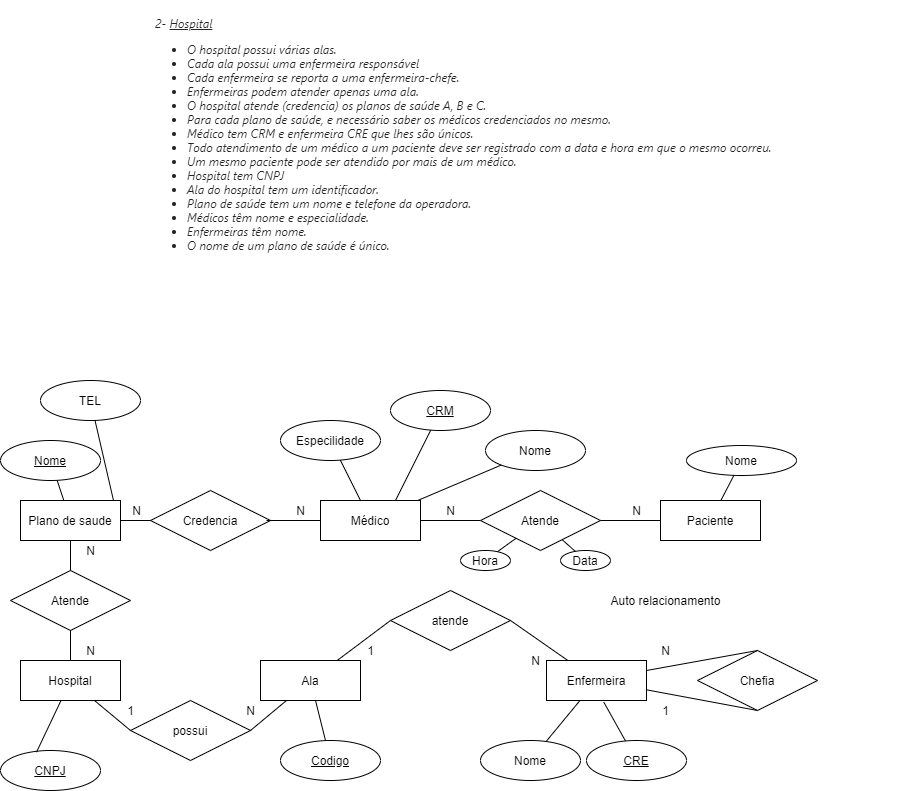 2- Hospital
• O hospital possui várias alas.
• Cada ala possui uma enfermeira responsável
• Cada enfermeira se reporta a uma enfermeira-chefe.
• Enfermeiras podem atender apenas uma ala.
• O hospital atende (credencia) os planos de saúde A, B e C.
• Para cada plano de saúde, e necessário saber os médicos credenciados no mesmo.
• Médico tem CRM e enfermeira CRE que lhes são únicos.
• Todo atendimento de um médico a um paciente deve ser registrado com a data e hora em que o mesmo ocorreu.
• Um mesmo paciente pode ser atendido por mais de um médico.
• Hospital tem CNPJ
• Ala do hospital tem um identificador.
• Plano de saúde tem um nome e telefone da operadora.
• Médicos têm nome e especialidade.
• Enfermeiras têm nome.
• O nome de um plano de saúde é único.
TEL
CRM
Especilidade
Nome
Nome
Nome
Plano de saude
N
Credencia
N
Médico
N
Atende
N
Paciente
N
Hora
Data
Atende
Auto relacionamento
atende
N
1
N
N
Hospital
Ala
Enfermeira
Chefia
1
N
1
possui
CNPJ
Codigo
Nome
CRE